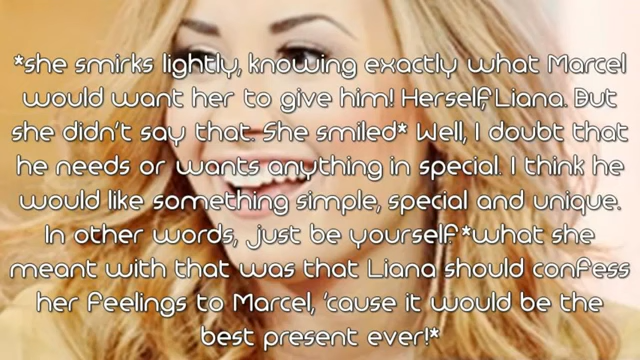 *she smirks lightly, knowing exactly what Marcel
would want her to give him! Herself, Liana. But
she didn't say that. She smiled* Well, I doubt that
he needs or wants anything in special. I think he
would like something simple, special and unique.
In other words, just be yourself. *what she
meant with that was that Liana should confess
her feelings to Marcel, 'cause it would be the
best present ever!*